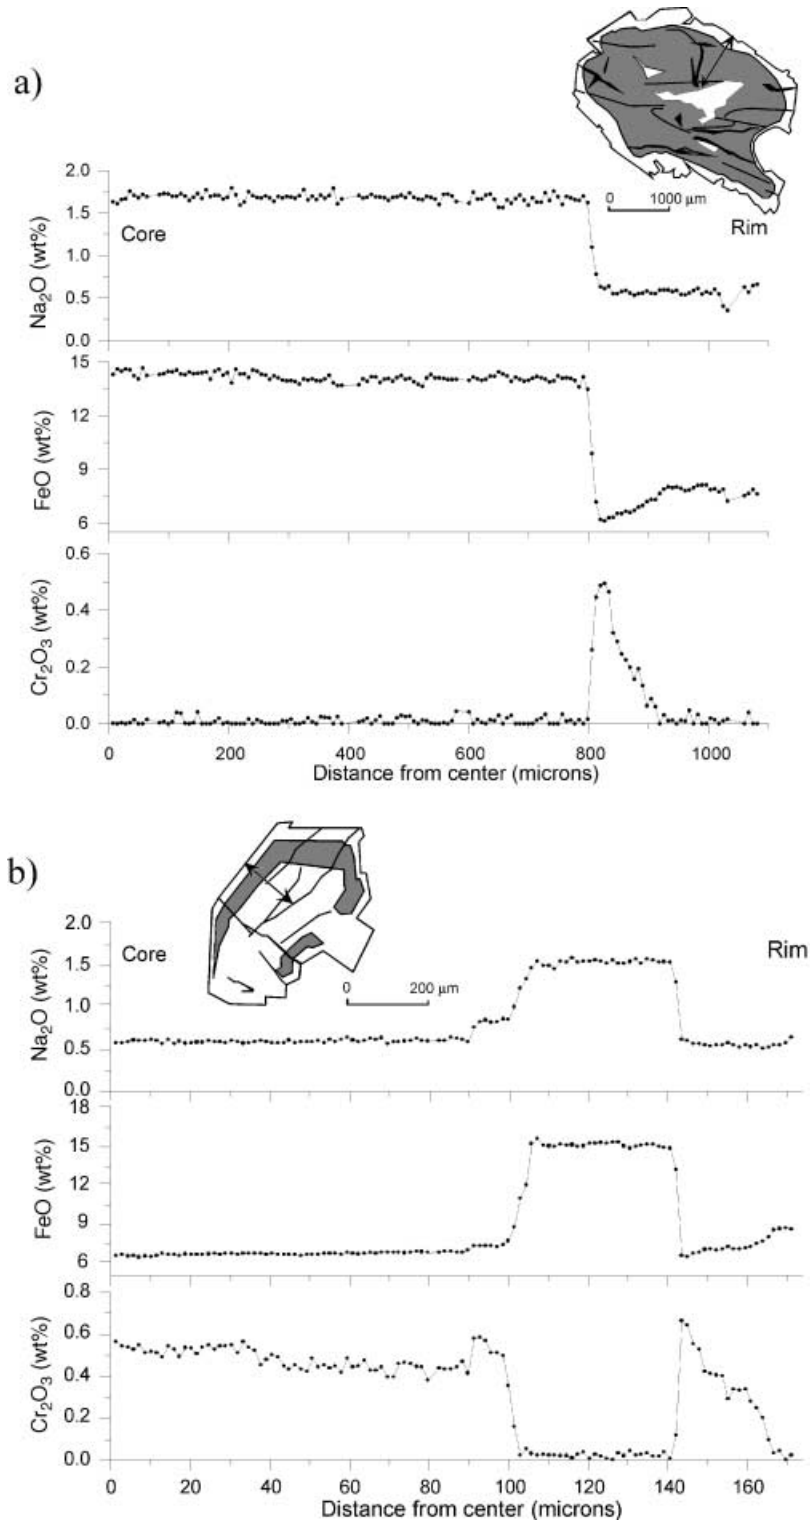 a)
0 1000 μm
2.0
1.5
1.0
0.5
0.0
Na₂O (wt%)
Core
Rim
15
12
9
6
FeO (wt%)
0.6
0.4
0.2
0.0
Cr₂O₃ (wt%)
0 200 400 600 800 1000
Distance from center (microns)
b)
0 200 μm
2.0
1.5
1.0
0.5
0.0
Na₂O (wt%)
Core
Rim
18
15
9
6
FeO (wt%)
0.8
0.6
0.4
0.2
0.0
Cr₂O₃ (wt%)
0 20 40 60 80 100 120 140 160
Distance from center (microns)